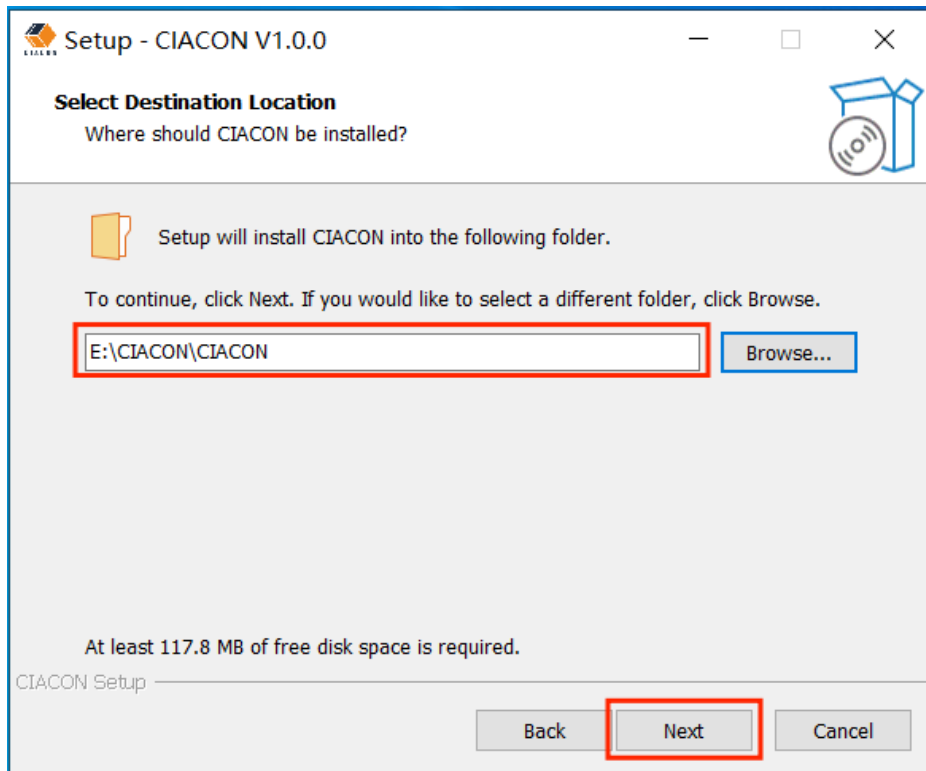 CIACON
Setup - CIACON V1.0.0
Select Destination Location
Where should CIACON be installed?
Setup will install CIACON into the following folder.
To continue, click Next. If you would like to select a different folder, click Browse.
E:\CIACON\CIACON
Browse...
At least 117.8 MB of free disk space is required.
CIACON Setup
Back
Next
Cancel